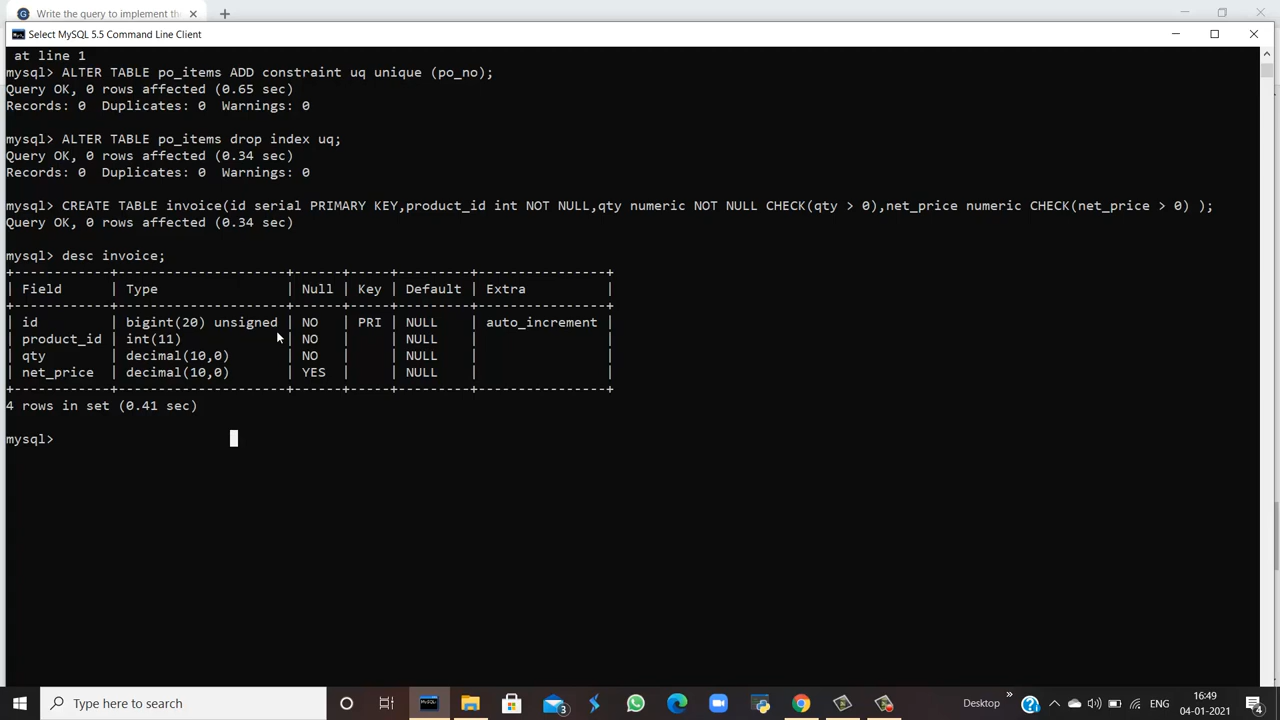 Write the query to implement th
Select MySQL 5.5 Command Line Client
at line 1
mysql> ALTER TABLE po_items ADD constraint uq unique (po_no);
Query OK, 0 rows affected (0.65 sec)
Records: 0  Duplicates: 0  Warnings: 0
mysql> ALTER TABLE po_items drop index uq;
Query OK, 0 rows affected (0.34 sec)
Records: 0  Duplicates: 0  Warnings: 0
mysql> CREATE TABLE invoice(id serial PRIMARY KEY,product_id int NOT NULL,qty numeric NOT NULL CHECK(qty > 0),net_price numeric CHECK(net_price > 0) );
Query OK, 0 rows affected (0.34 sec)
mysql> desc invoice;
+------------+---------------------+------+-----+---------+----------------+
| Field      | Type                | Null | Key | Default | Extra          |
+------------+---------------------+------+-----+---------+----------------+
| id         | bigint(20) unsigned | NO   | PRI | NULL    | auto_increment |
| product_id | int(11)             | NO   |     | NULL    |                |
| qty        | decimal(10,0)       | NO   |     | NULL    |                |
| net_price  | decimal(10,0)       | YES  |     | NULL    |                |
+------------+---------------------+------+-----+---------+----------------+
4 rows in set (0.41 sec)
mysql>
Type here to search
3
Desktop
ENG
16:49
04-01-2021
4